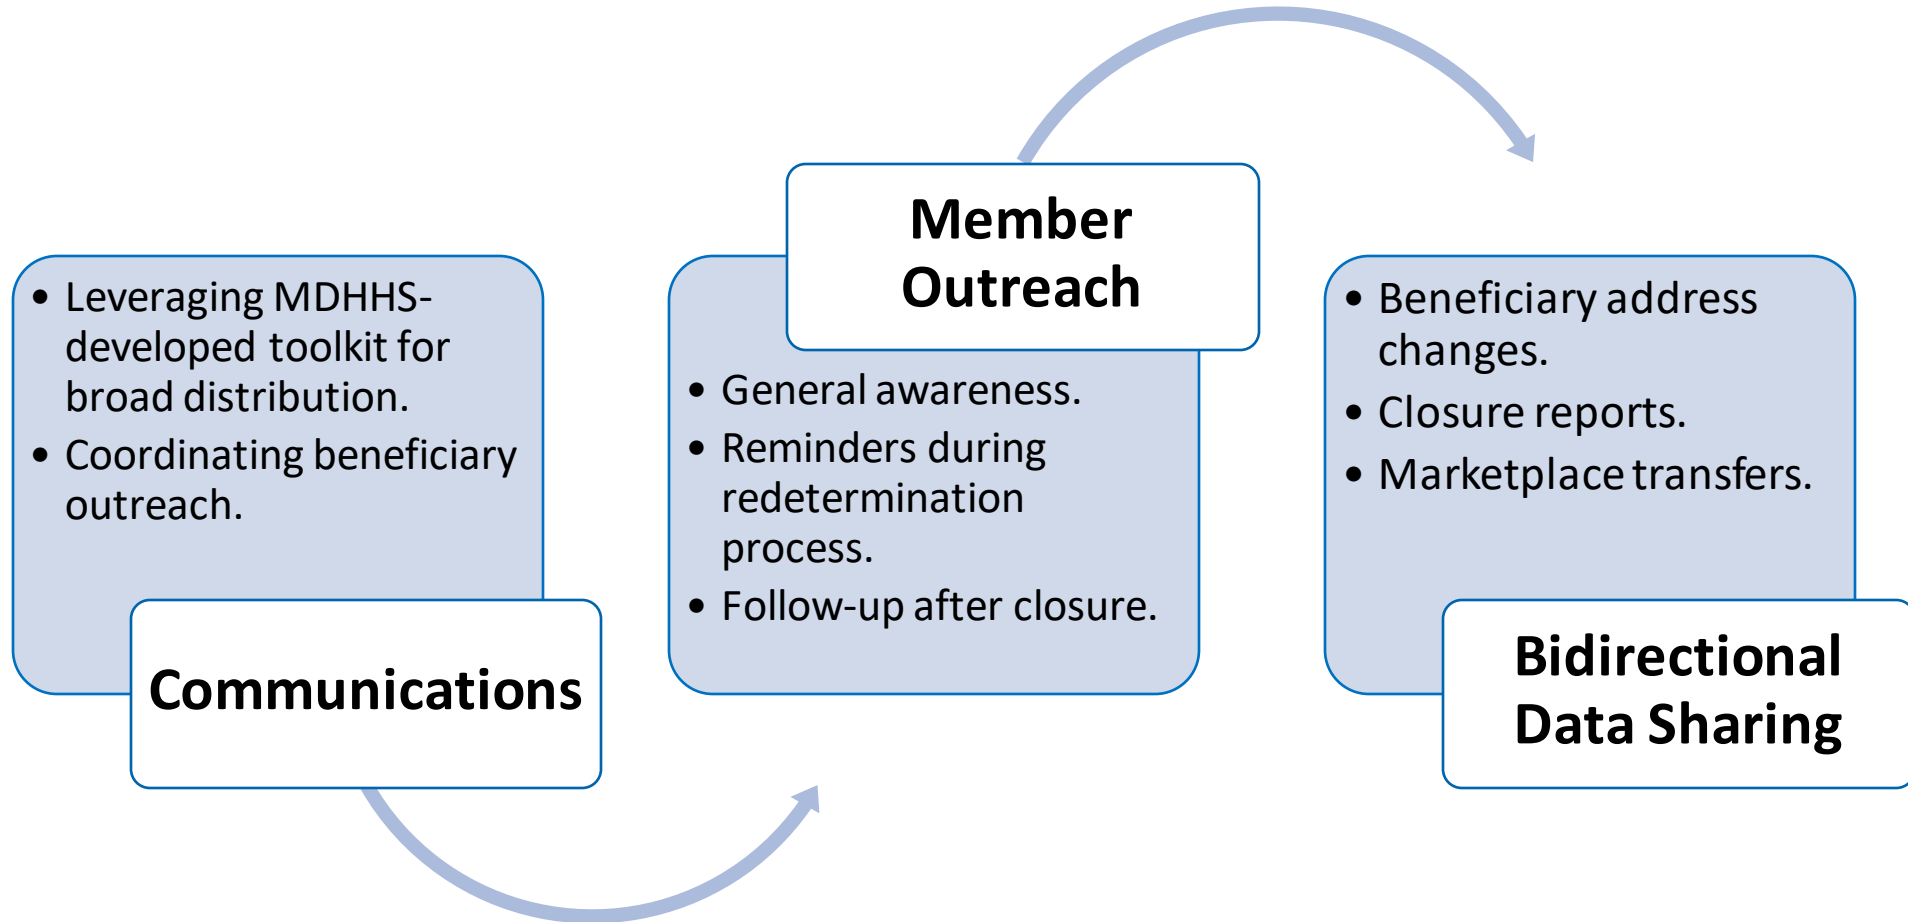 • Leveraging MDHHS-
developed toolkit for
broad distribution.
• Coordinating beneficiary
outreach.
Communications
Member
Outreach
• General awareness.
• Reminders during
redetermination
process.
• Follow-up after closure.
• Beneficiary address
changes.
• Closure reports.
• Marketplace transfers.
Bidirectional
Data Sharing